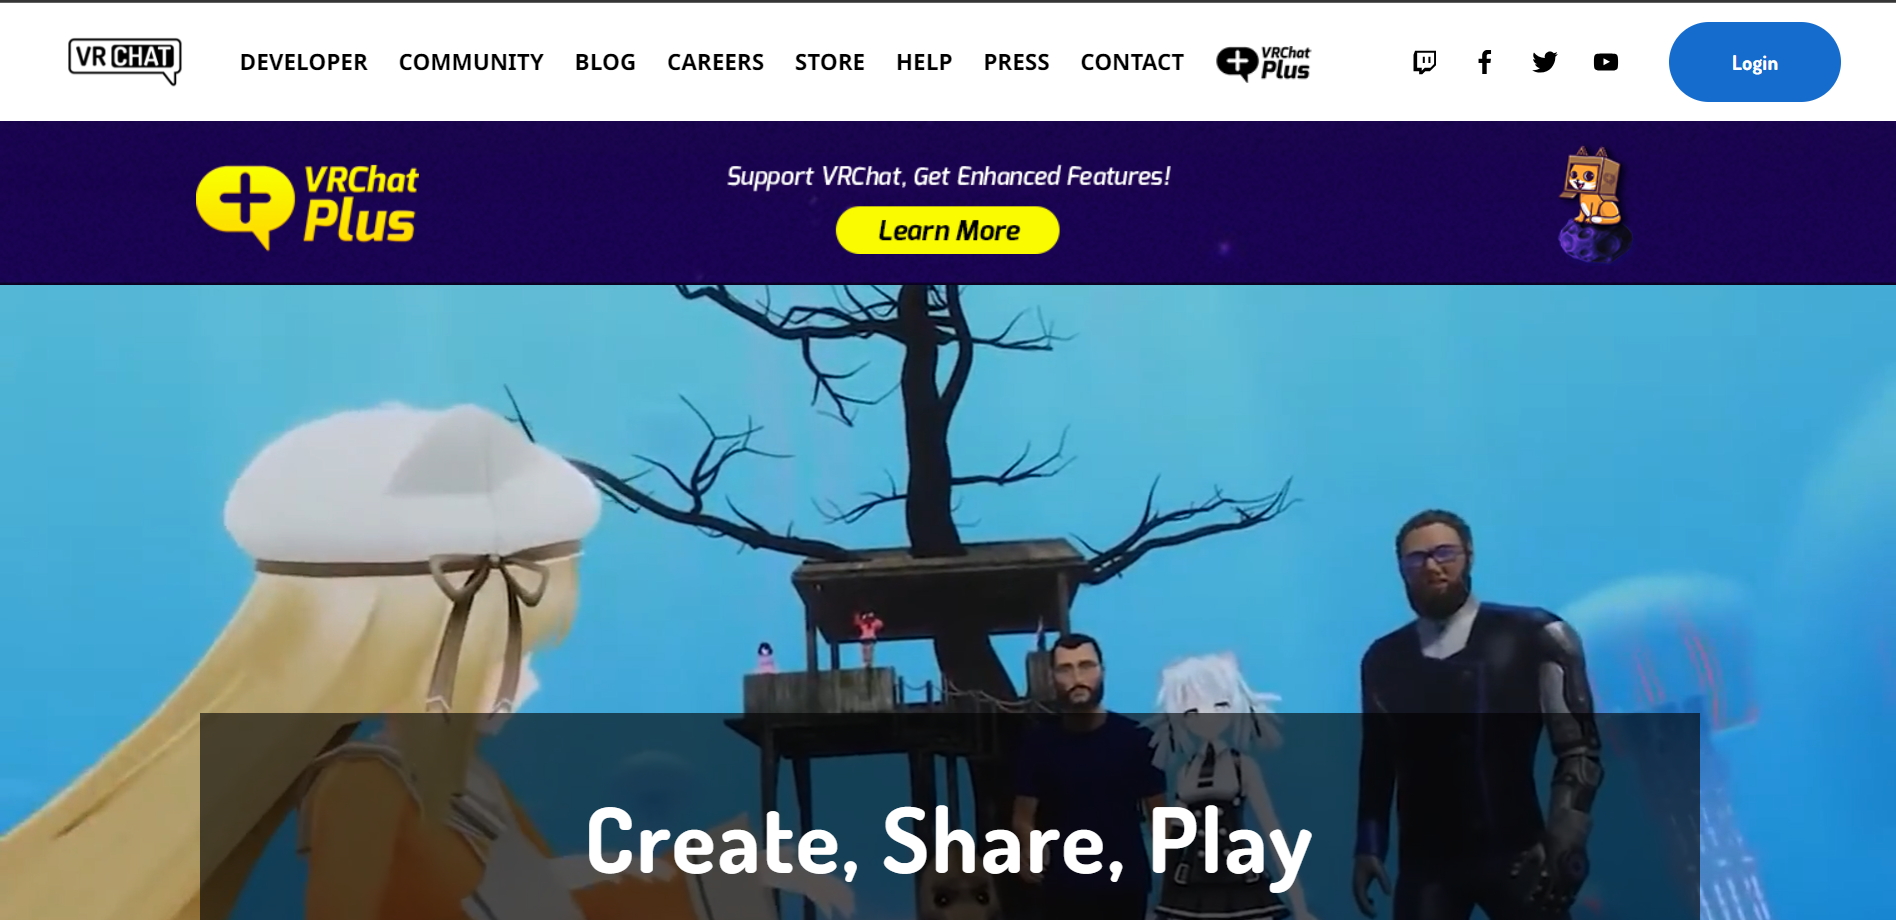 VR CHAT
DEVELOPER COMMUNITY BLOG CAREERS STORE HELP PRESS CONTACT
VRChat
Plus
Login
VRChat
Plus
Support VRChat, Get Enhanced Features!
Learn More
Create, Share, Play